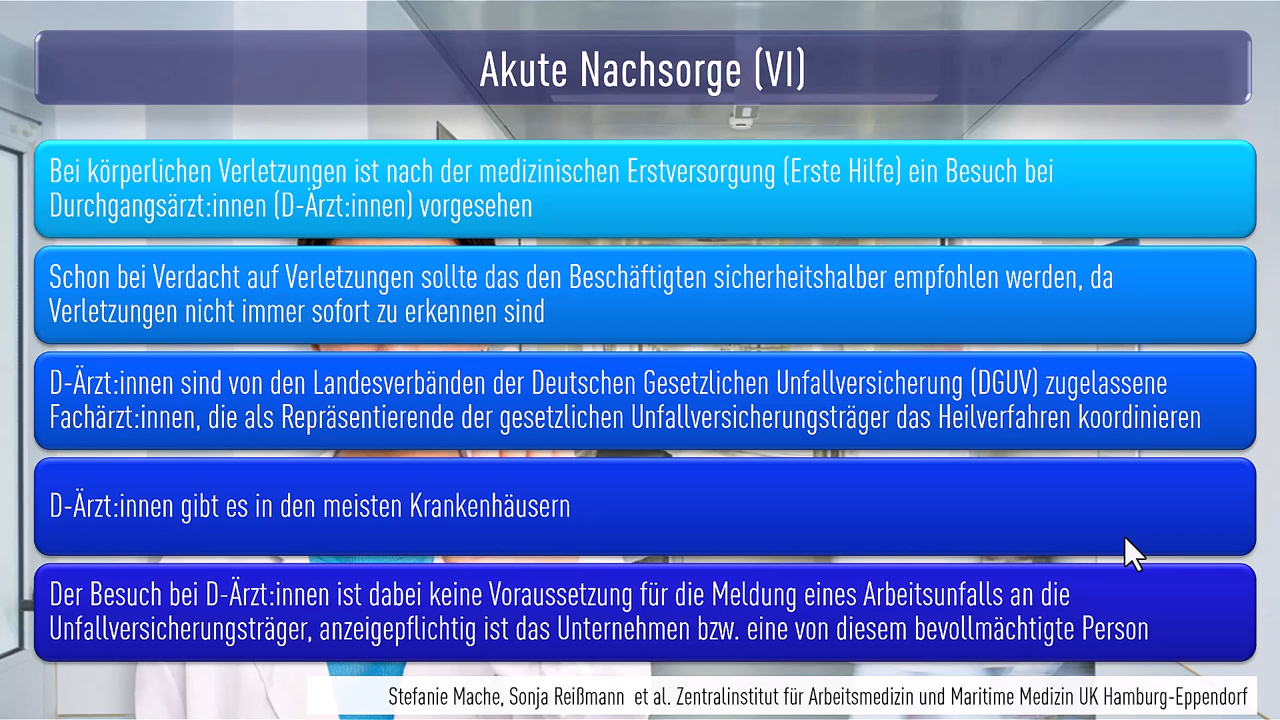 Akute Nachsorge (VI)
Bei körperlichen Verletzungen ist nach der medizinischen Erstversorgung (Erste Hilfe) ein Besuch bei
Durchgangsärzt:innen (D-Ärzt:innen) vorgesehen
Schon bei Verdacht auf Verletzungen sollte das den Beschäftigten sicherheitshalber empfohlen werden, da
Verletzungen nicht immer sofort zu erkennen sind
D-Ärzt:innen sind von den Landesverbänden der Deutschen Gesetzlichen Unfallversicherung (DGUV) zugelassene
Fachärzt:innen, die als Repräsentierende der gesetzlichen Unfallversicherungsträger das Heilverfahren koordinieren
D-Ärzt:innen gibt es in den meisten Krankenhäusern
Der Besuch bei D-Ärzt:innen ist dabei keine Voraussetzung für die Meldung eines Arbeitsunfalls an die
Unfallversicherungsträger, anzeigepflichtig ist das Unternehmen bzw. eine von diesem bevollmächtigte Person
Stefanie Mache, Sonja Reißmann et al. Zentralinstitut für Arbeitsmedizin und Maritime Medizin UK Hamburg-Eppendorf